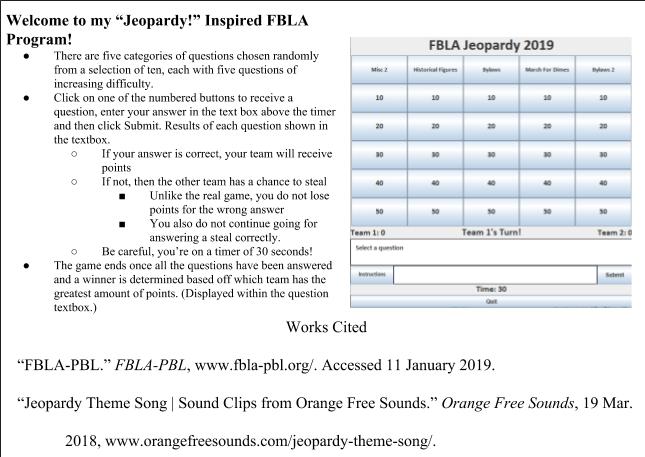 Welcome to my “Jeopardy!” Inspired FBLA
Program!
● There are five categories of questions chosen randomly
from a selection of ten, each with five questions of
increasing difficulty.
● Click on one of the numbered buttons to receive a
question, enter your answer in the text box above the timer
and then click Submit. Results of each question shown in
the textbox.
○ If your answer is correct, your team will receive
points
○ If not, then the other team has a chance to steal
■ Unlike the real game, you do not lose
points for the wrong answer
■ You also do not continue going for
answering a steal correctly.
○ Be careful, you’re on a timer of 30 seconds!
● The game ends once all the questions have been answered
and a winner is determined based off which team has the
greatest amount of points. (Displayed within the question
textbox.)
FBLA Jeopardy 2019
Misc 2 Historical Figures Bylaws March For Dimes Bylaws 2
10 10 10 10 10
20 20 20 20 20
30 30 30 30 30
40 40 40 40 40
50 50 50 50 50
Team 1: 0 Team 1's Turn! Team 2: 0
Select a question
Instructions Submit
Time: 30
Quit
Works Cited
“FBLA-PBL.” FBLA-PBL, www.fbla-pbl.org/. Accessed 11 January 2019.
“Jeopardy Theme Song | Sound Clips from Orange Free Sounds.” Orange Free Sounds, 19 Mar.
2018, www.orangefreesounds.com/jeopardy-theme-song/.